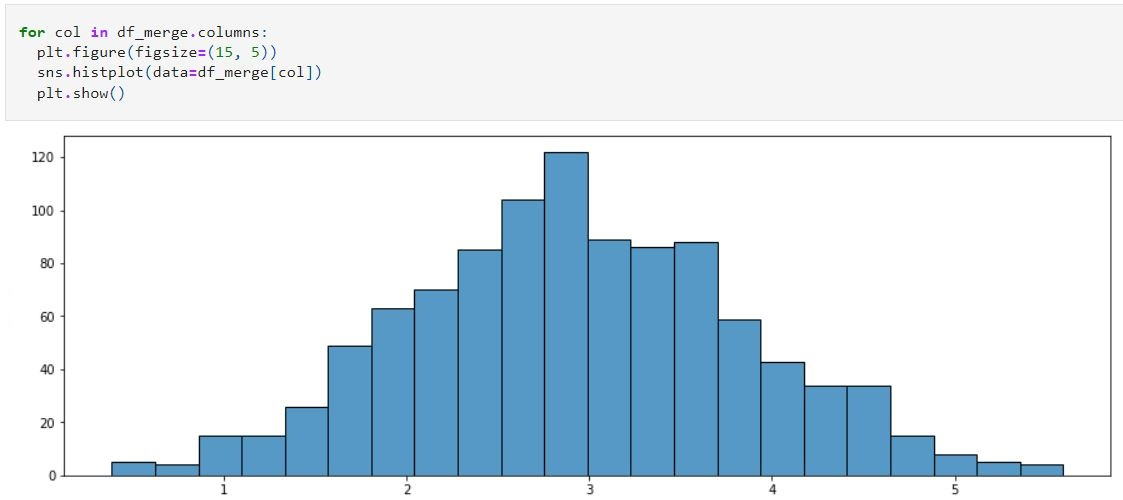 for col in df_merge.columns:
  plt.figure(figsize=(15, 5))
  sns.histplot(data=df_merge[col])
  plt.show()
120
100
80
60
40
20
0
1 2 3 4 5